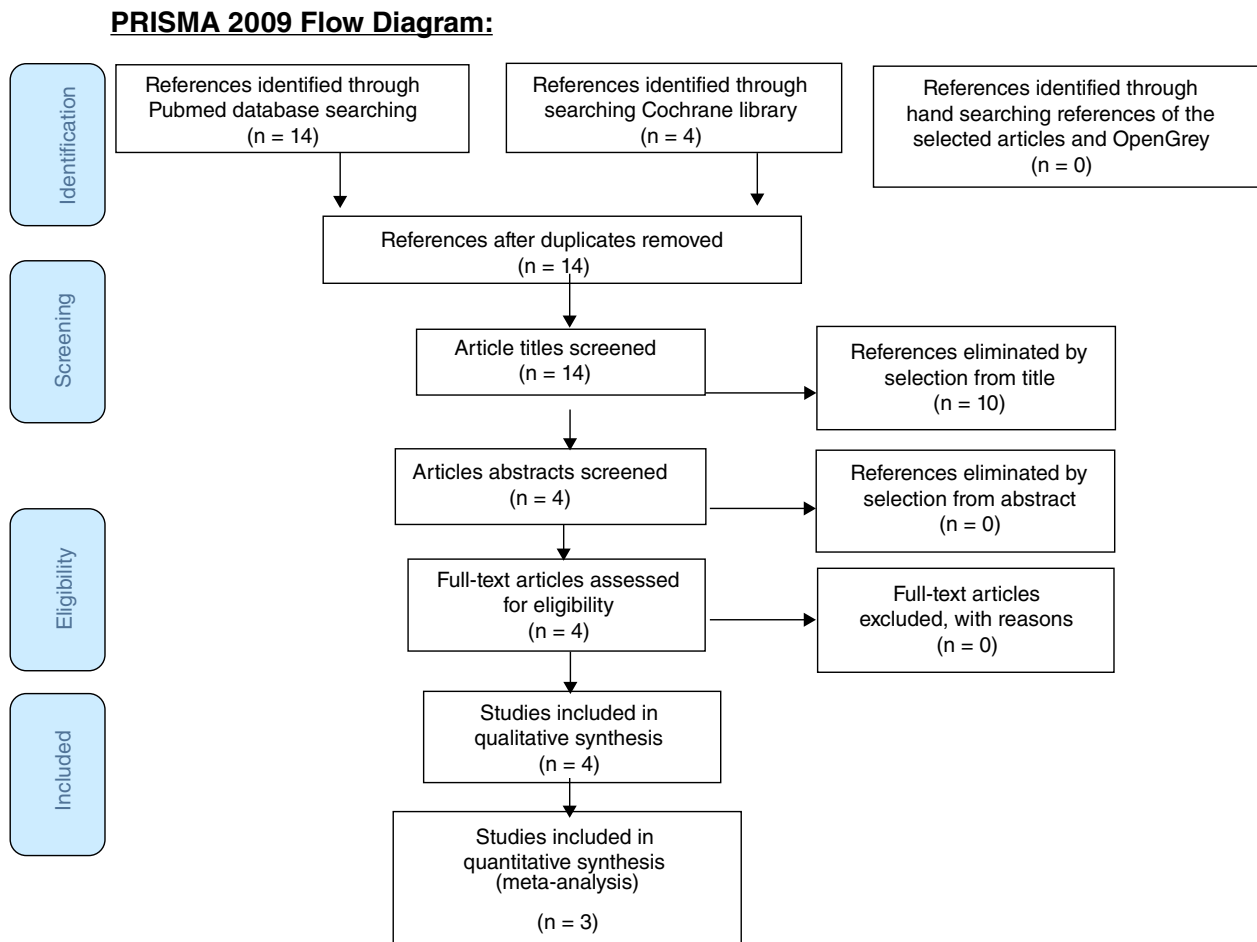 PRISMA 2009 Flow Diagram:
Identification
References identified through
Pubmed database searching
(n = 14)
References identified through
searching Cochrane library
(n = 4)
References identified through
hand searching references of the
selected articles and OpenGrey
(n = 0)
References after duplicates removed
(n = 14)
Screening
Article titles screened
(n = 14)
References eliminated by
selection from title
(n = 10)
Articles abstracts screened
(n = 4)
References eliminated by
selection from abstract
(n = 0)
Eligibility
Full-text articles assessed
for eligibility
(n = 4)
Full-text articles
excluded, with reasons
(n = 0)
Included
Studies included in
qualitative synthesis
(n = 4)
Studies included in
quantitative synthesis
(meta-analysis)
(n = 3)